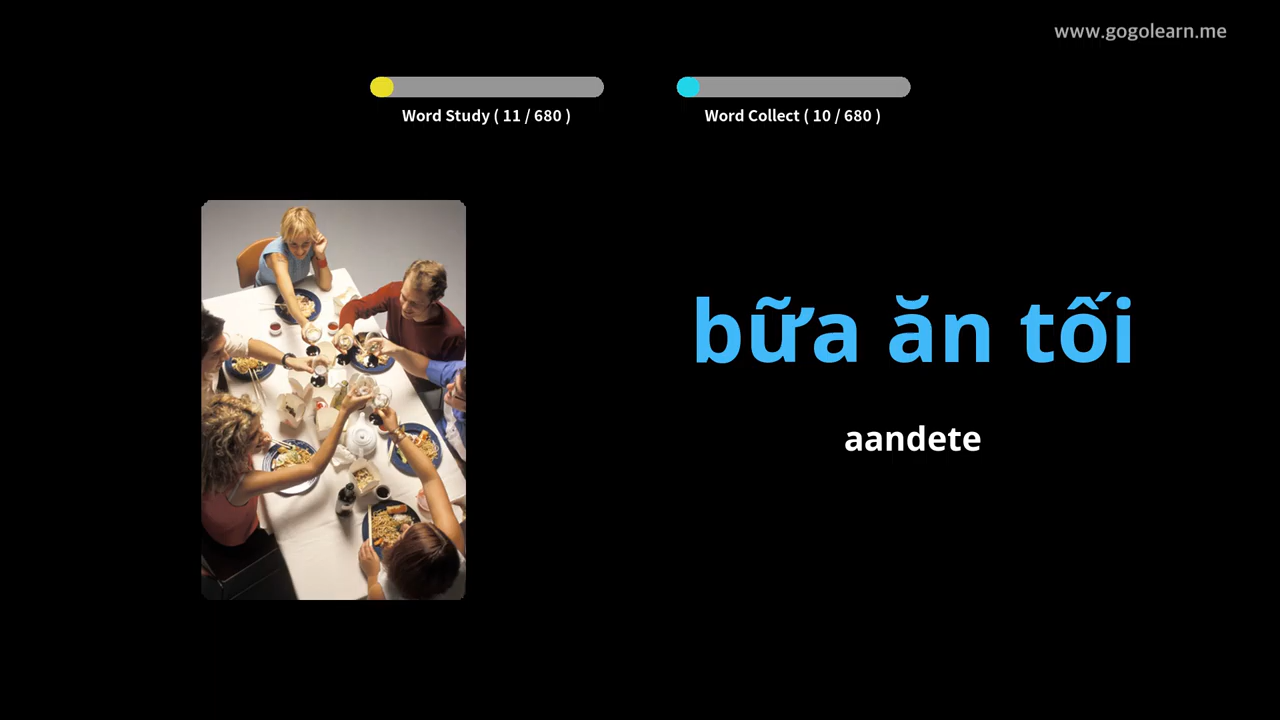 www.gogolearn.me
Word Study ( 11 / 680 )
Word Collect ( 10 / 680 )
bữa ăn tối
aandete